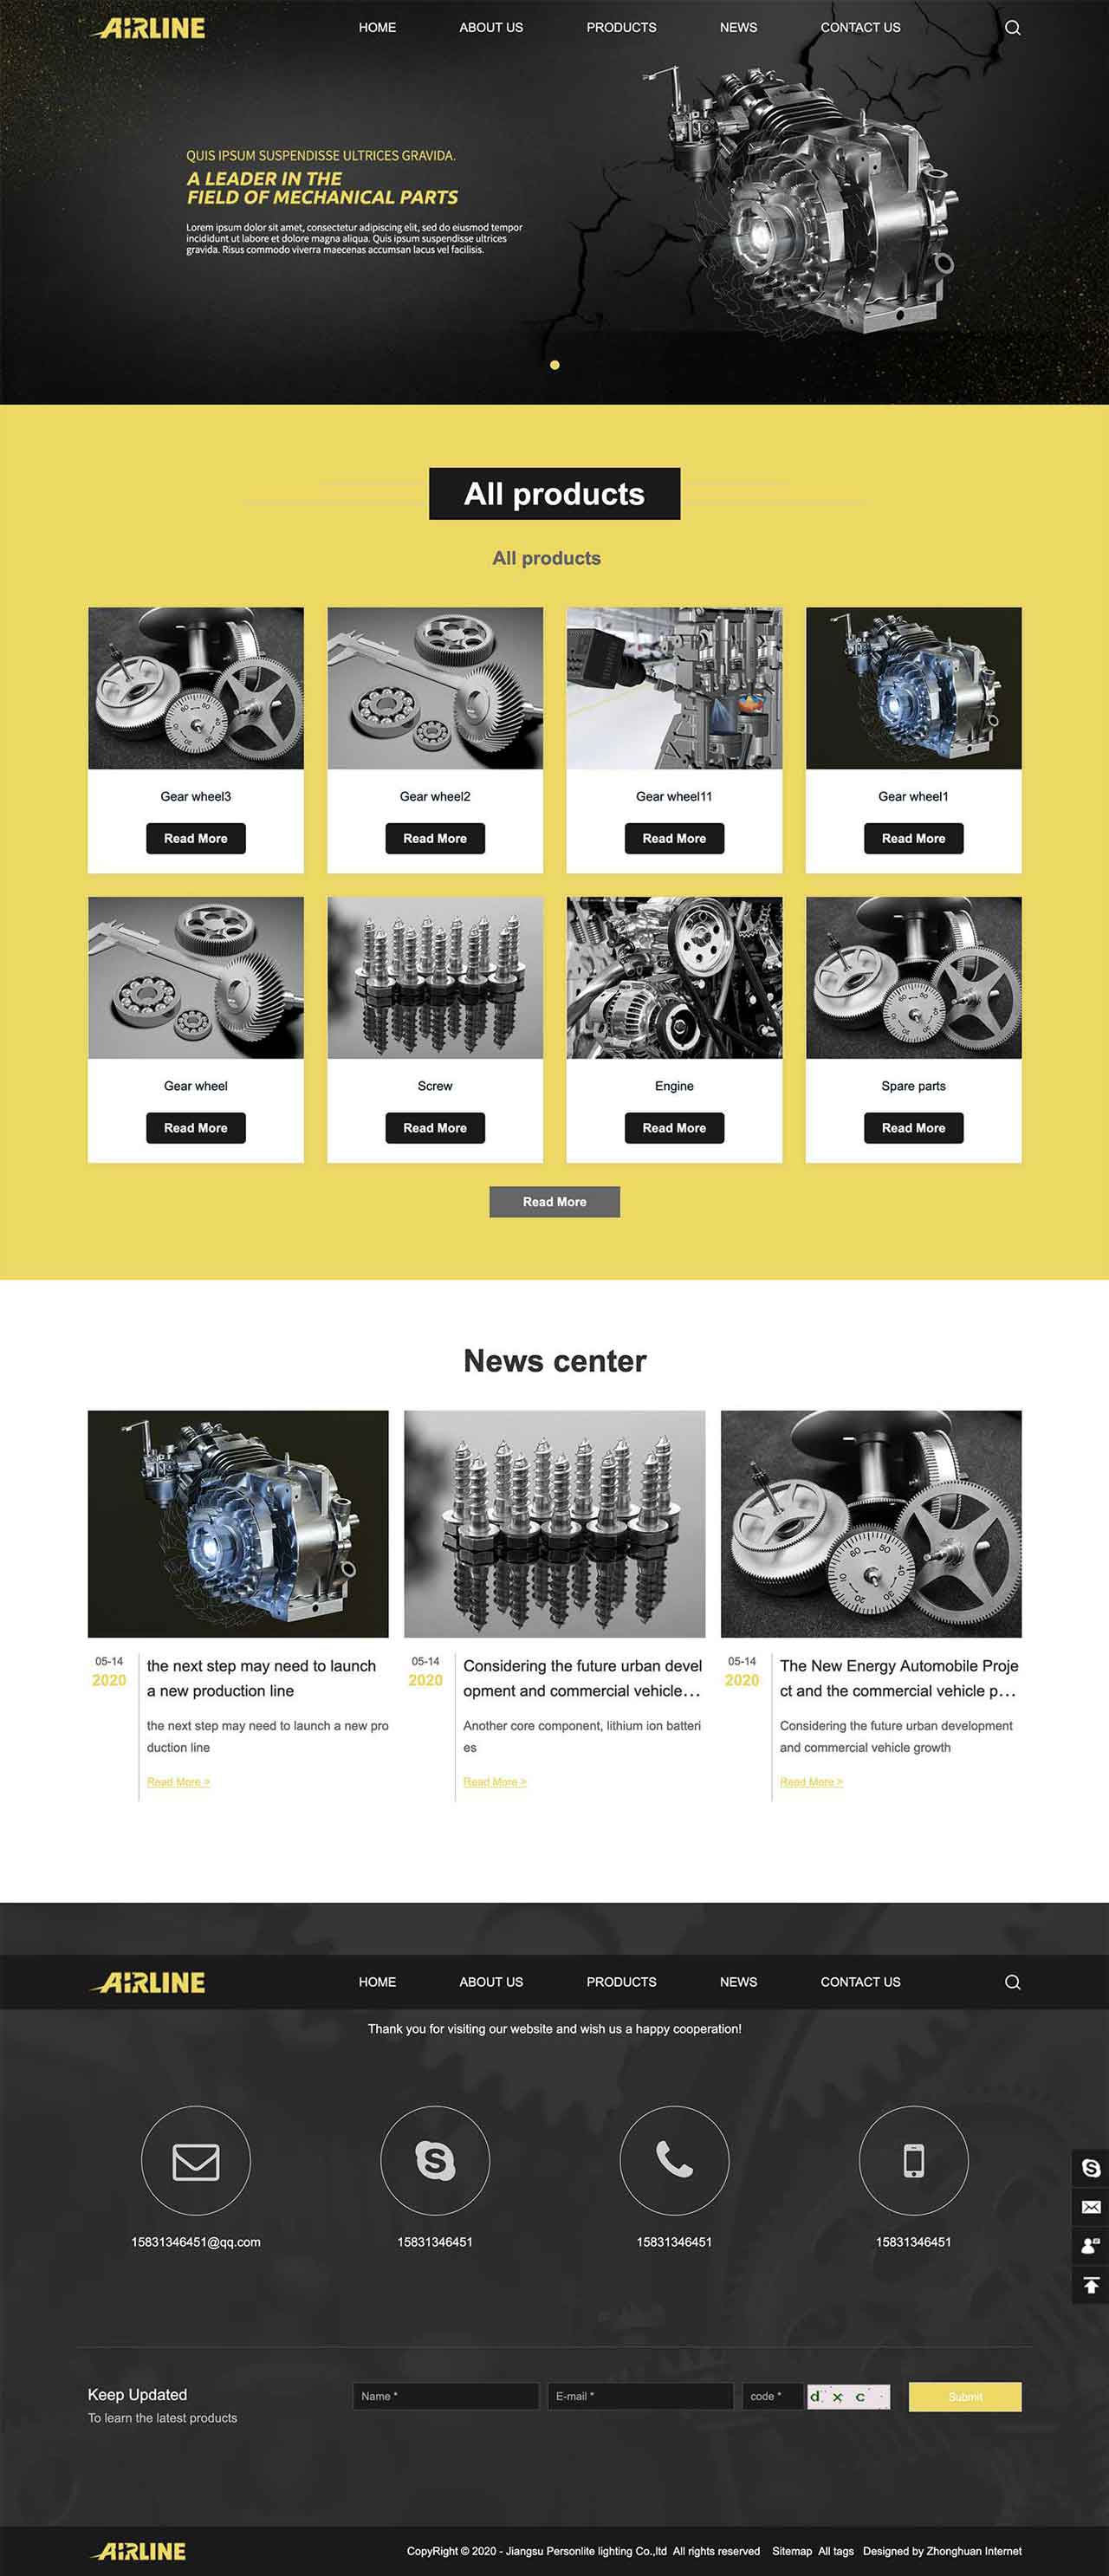 AIRLINE
HOME ABOUT US PRODUCTS NEWS CONTACT US
QUIS IPSUM SUSPENDISSE ULTRICES GRAVIDA.
A LEADER IN THE
FIELD OF MECHANICAL PARTS
Lorem ipsum dolor sit amet, consectetur adipiscing elit, sed do eiusmod tempor
incididunt ut labore et dolore magna aliqua. Quis ipsum suspendisse ultrices
gravida. Risus commodo viverra maecenas accumsan lacus vel facilisis.
All products
All products
Gear wheel3
Read More
Gear wheel2
Read More
Gear wheel11
Read More
Gear wheel1
Read More
Gear wheel
Read More
Screw
Read More
Engine
Read More
Spare parts
Read More
Read More
News center
05-14
2020
the next step may need to launch
a new production line
the next step may need to launch a new pro
duction line
Read More >
05-14
2020
Considering the future urban devel
opment and commercial vehicle...
Another core component, lithium ion batteri
es
Read More >
05-14
2020
The New Energy Automobile Proje
ct and the commercial vehicle p...
Considering the future urban development
and commercial vehicle growth
Read More >
AIRLINE
HOME ABOUT US PRODUCTS NEWS CONTACT US
Thank you for visiting our website and wish us a happy cooperation!
15831346451@qq.com
15831346451
15831346451
15831346451
Keep Updated
To learn the latest products
Name *
E-mail *
code *
d x c
Submit
AIRLINE
CopyRight © 2020 - Jiangsu Personlite lighting Co.,ltd All rights reserved Sitemap All tags Designed by Zhonghuan Internet